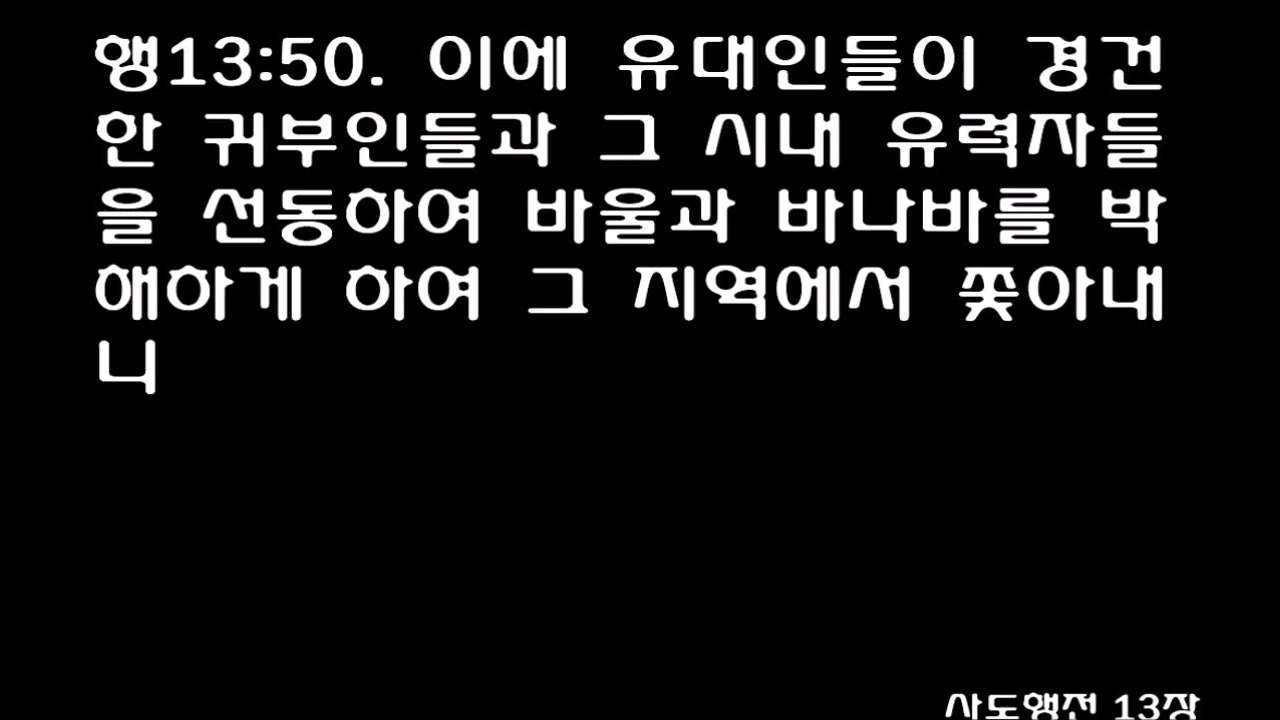 행13:50. 이에 유대인들이 경건
한 귀부인들과 그 시내 유력자들
을 선동하여 바울과 바나바를 박
해하게 하여 그 지역에서 쫓아내
니
사도행전 13장